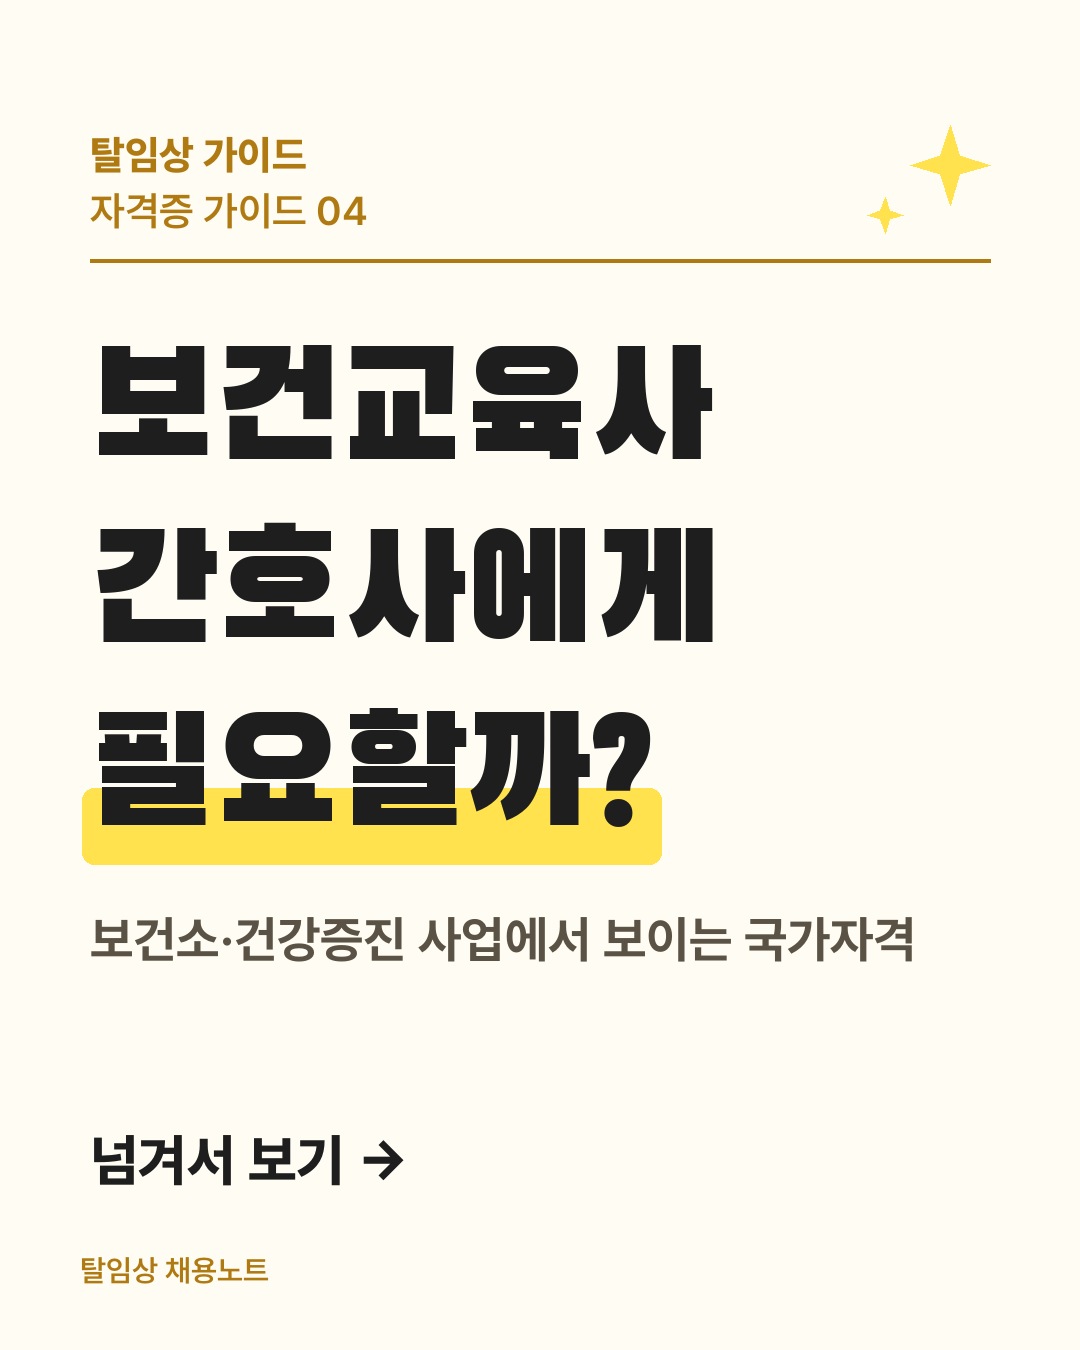 탈임상 가이드
자격증 가이드 04
보건교육사
간호사에게
필요할까?
보건소·건강증진 사업에서 보이는 국가자격
넘겨서 보기 →
탈임상 채용노트